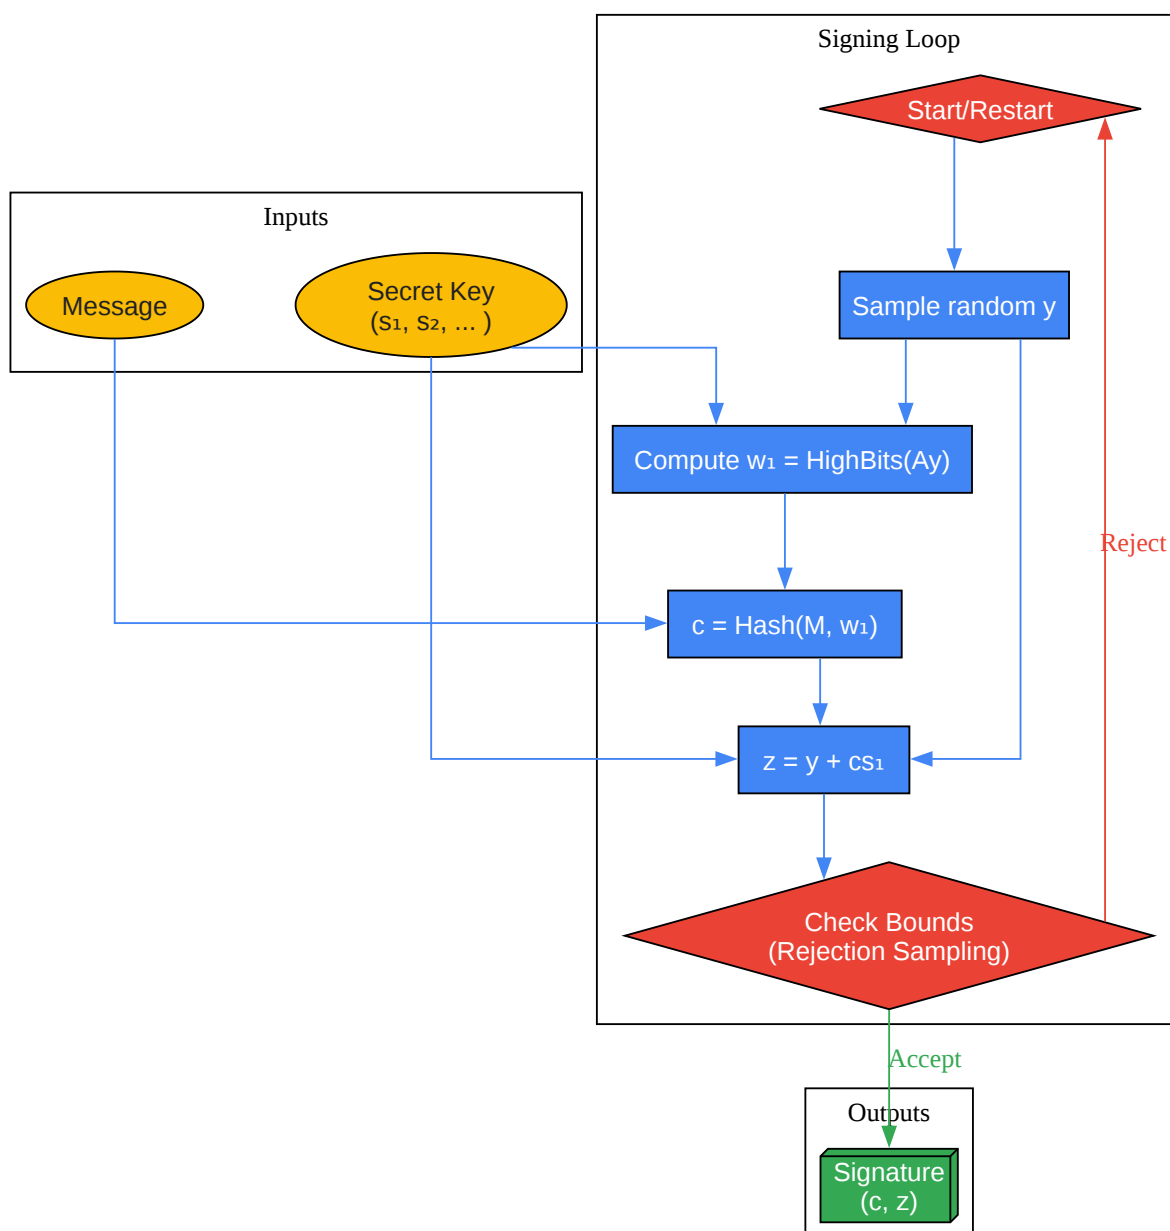 Signing Loop
Start/Restart
Inputs
Message
Secret Key
(s₁, s₂, ... )
Sample random y
Compute w₁ = HighBits(Ay)
Reject
c = Hash(M, w₁)
z = y + cs₁
Check Bounds
(Rejection Sampling)
Accept
Outputs
Signature
(c, z)